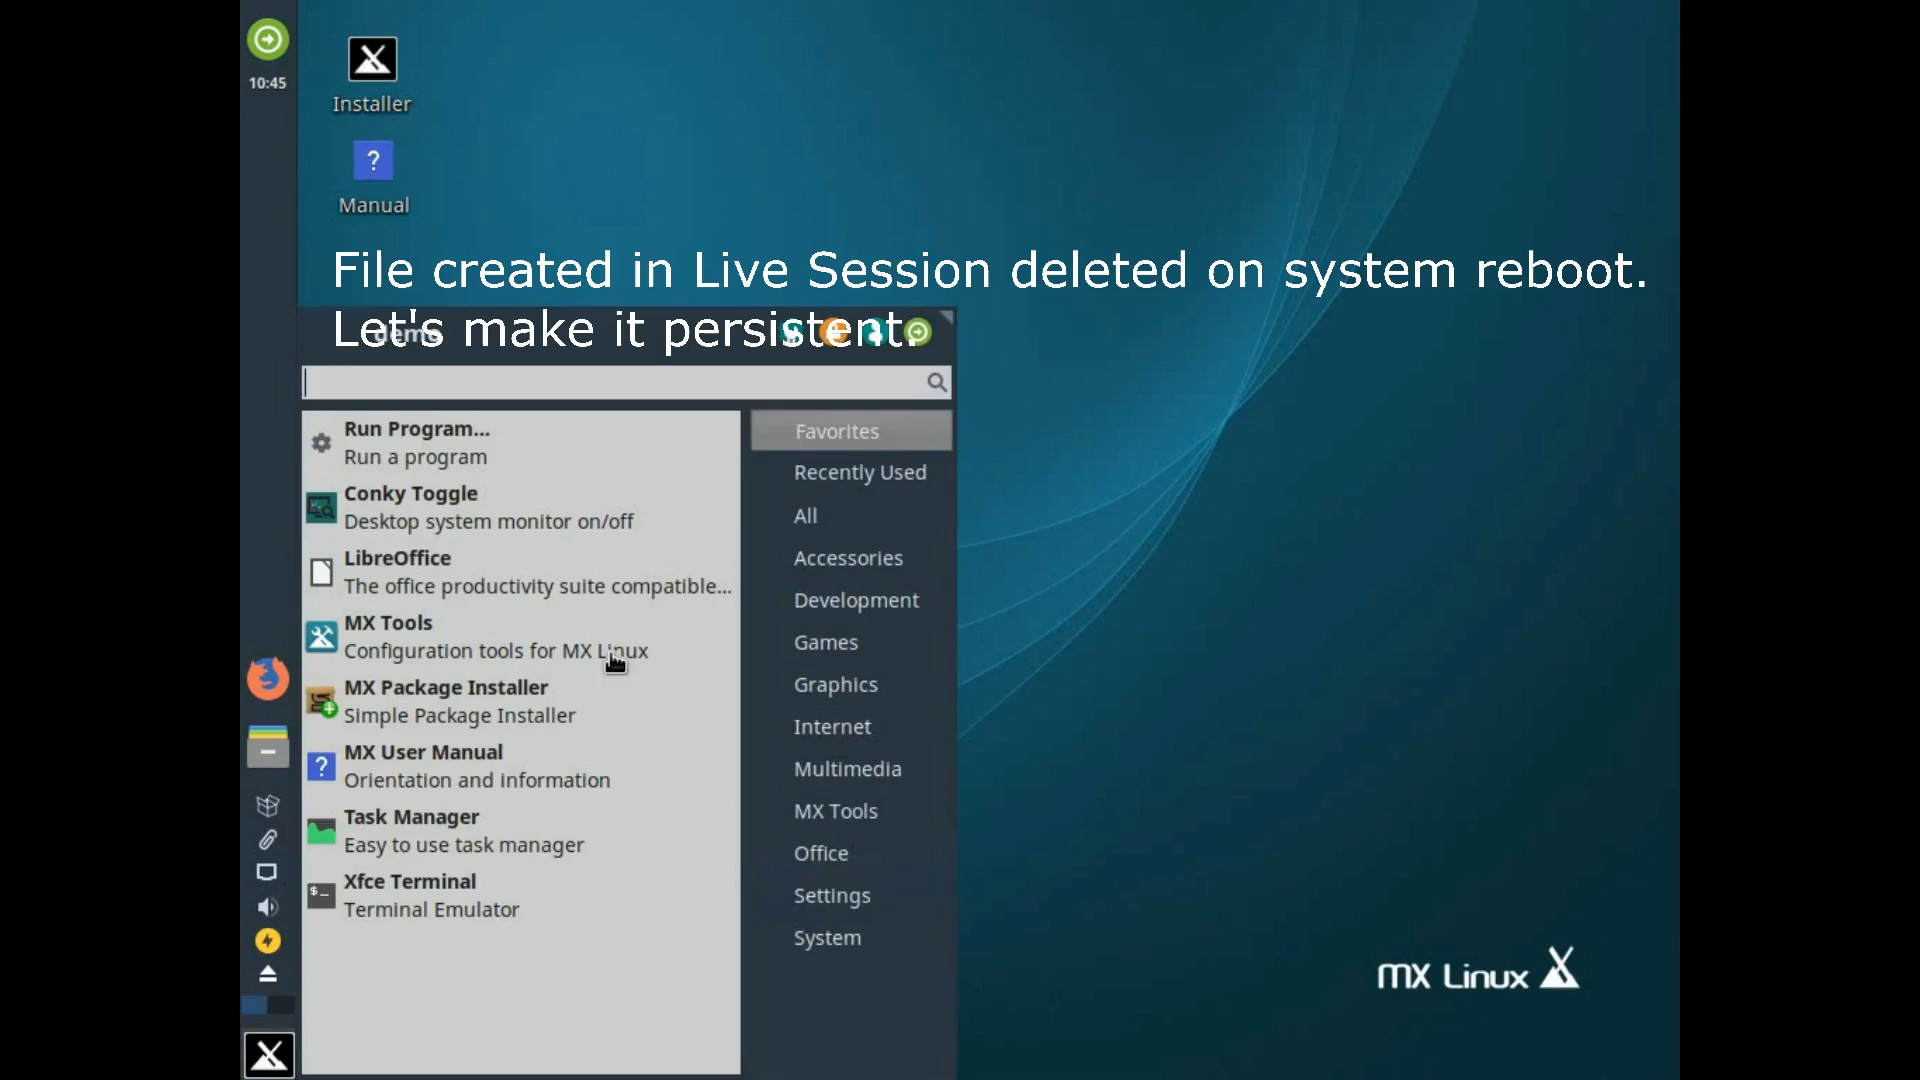 10:45
Installer
?
Manual
File created in Live Session deleted on system reboot.
Let's make it persistent.
demo
Run Program...
Run a program
Conky Toggle
Desktop system monitor on/off
LibreOffice
The office productivity suite compatible...
MX Tools
Configuration tools for MX Linux
MX Package Installer
Simple Package Installer
?
MX User Manual
Orientation and information
Task Manager
Easy to use task manager
$_
Xfce Terminal
Terminal Emulator
Favorites
Recently Used
All
Accessories
Development
Games
Graphics
Internet
Multimedia
MX Tools
Office
Settings
System
MX Linux